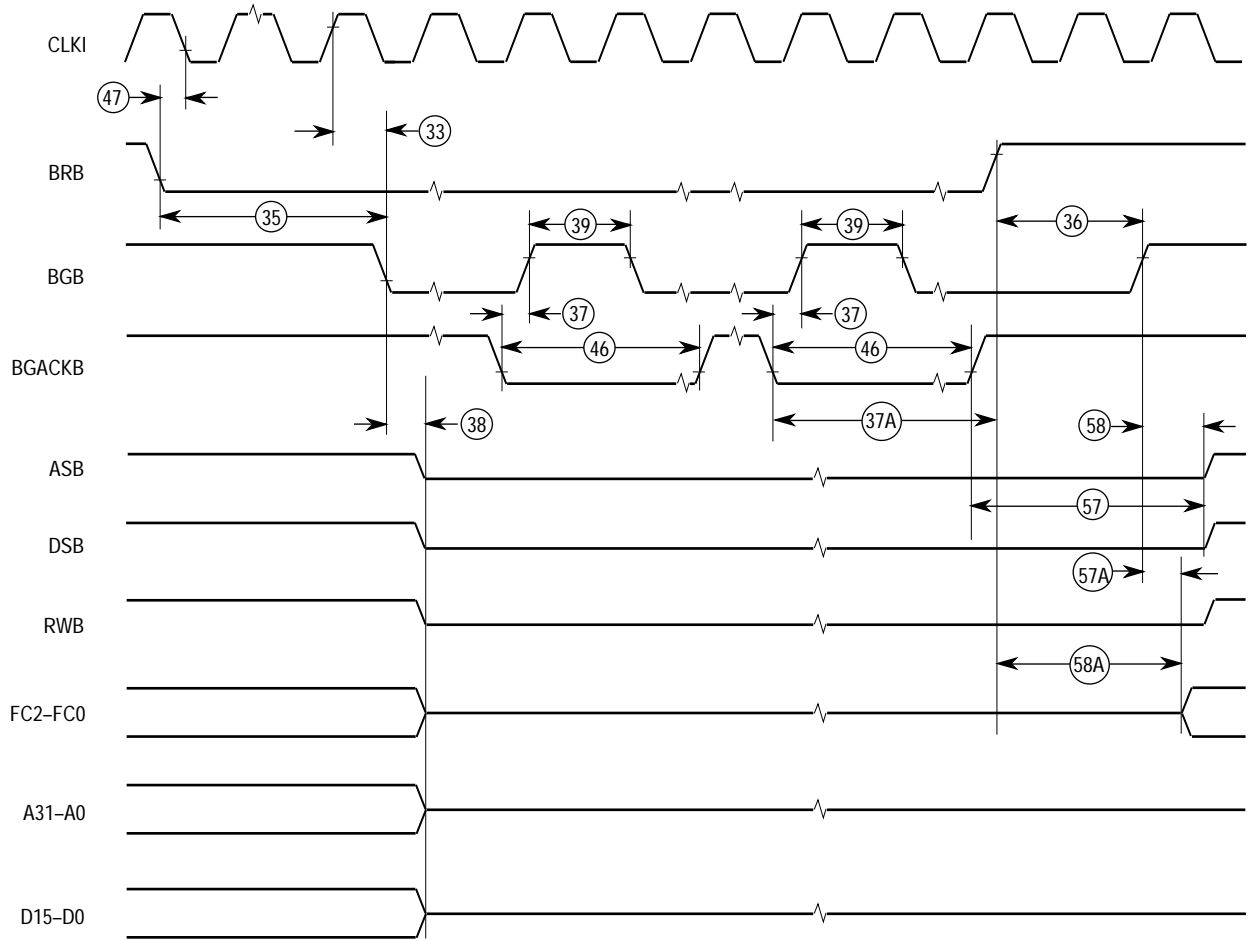 CLKI
47
33
BRB
35
39
39
36
BGB
37
37
46
46
BGACKB
38
37A
58
ASB
57
DSB
57A
RWB
58A
FC2–FC0
A31–A0
D15–D0